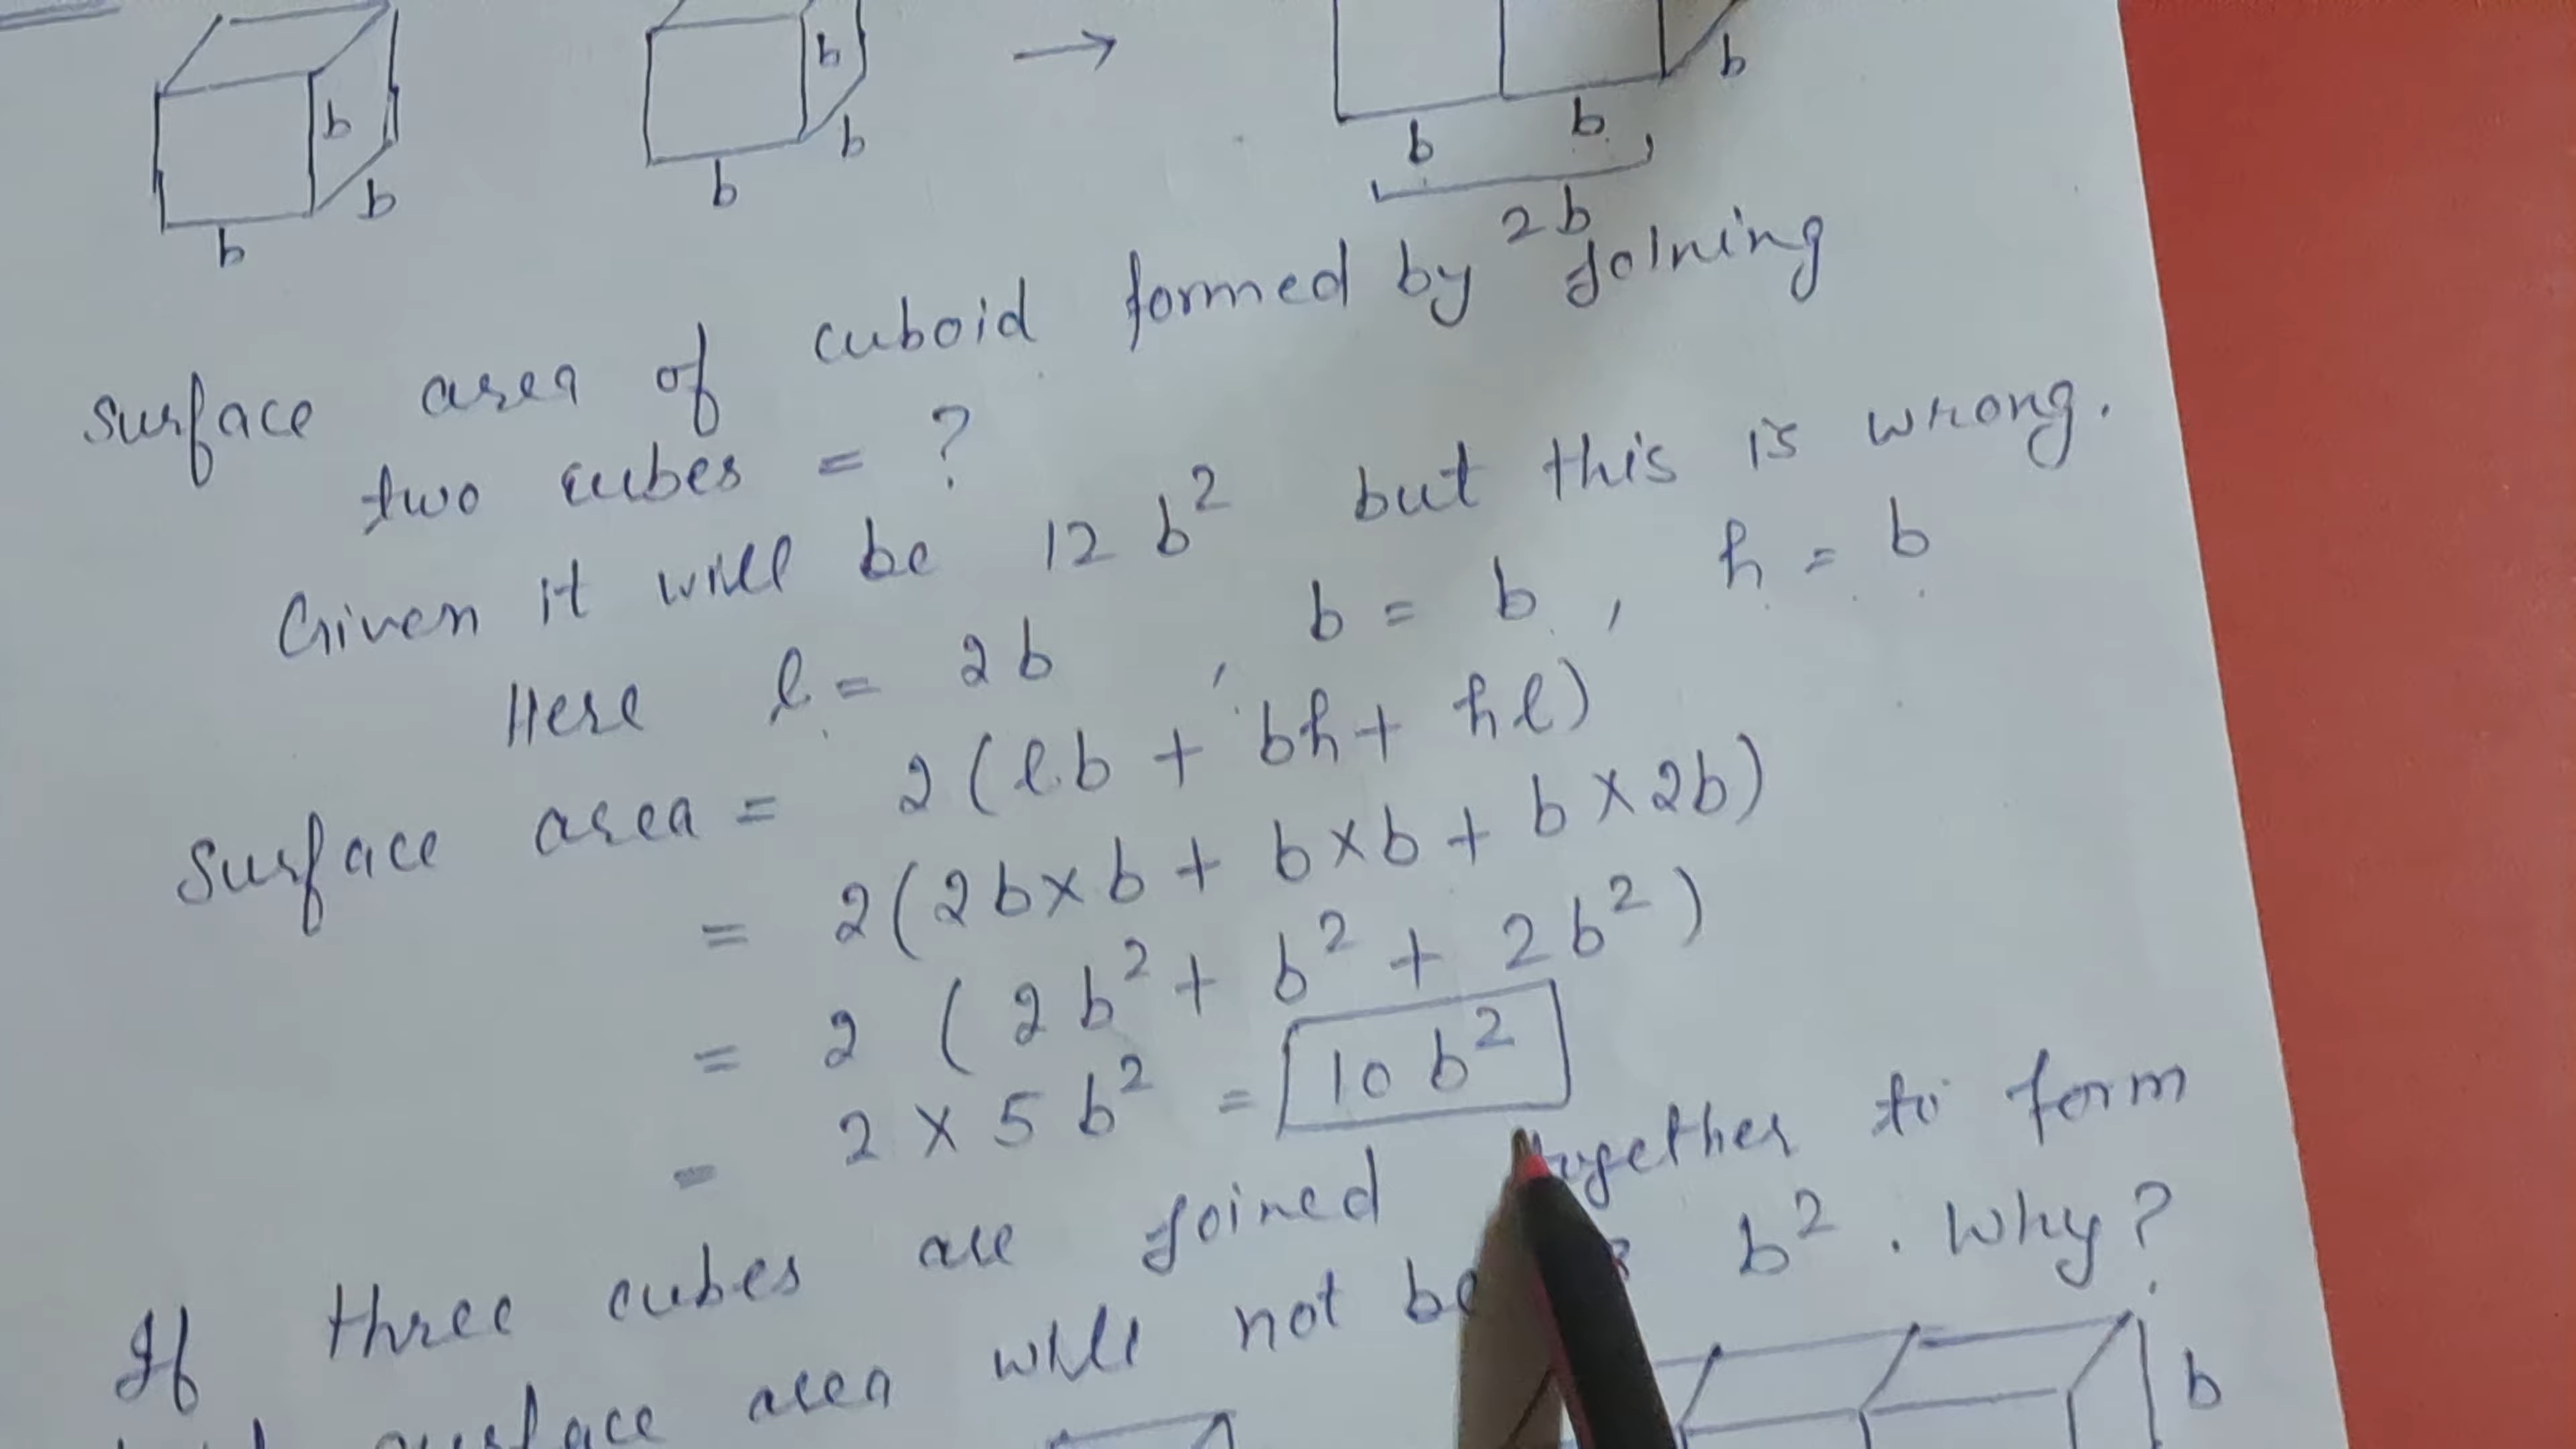 b b b
b b b
b b b
2b
Surface area of cuboid formed by joining
two cubes = ?
Given it will be 12 b² but this is wrong.
Here l = 2b , b = b , h = b
Surface area = 2(lb + bh + hl)
= 2(2b×b + b×b + b×2b)
= 2 (2b² + b² + 2b²)
= 2 × 5 b² = 10 b²
If three cubes are joined together to form
surface area will not be b². Why?
b